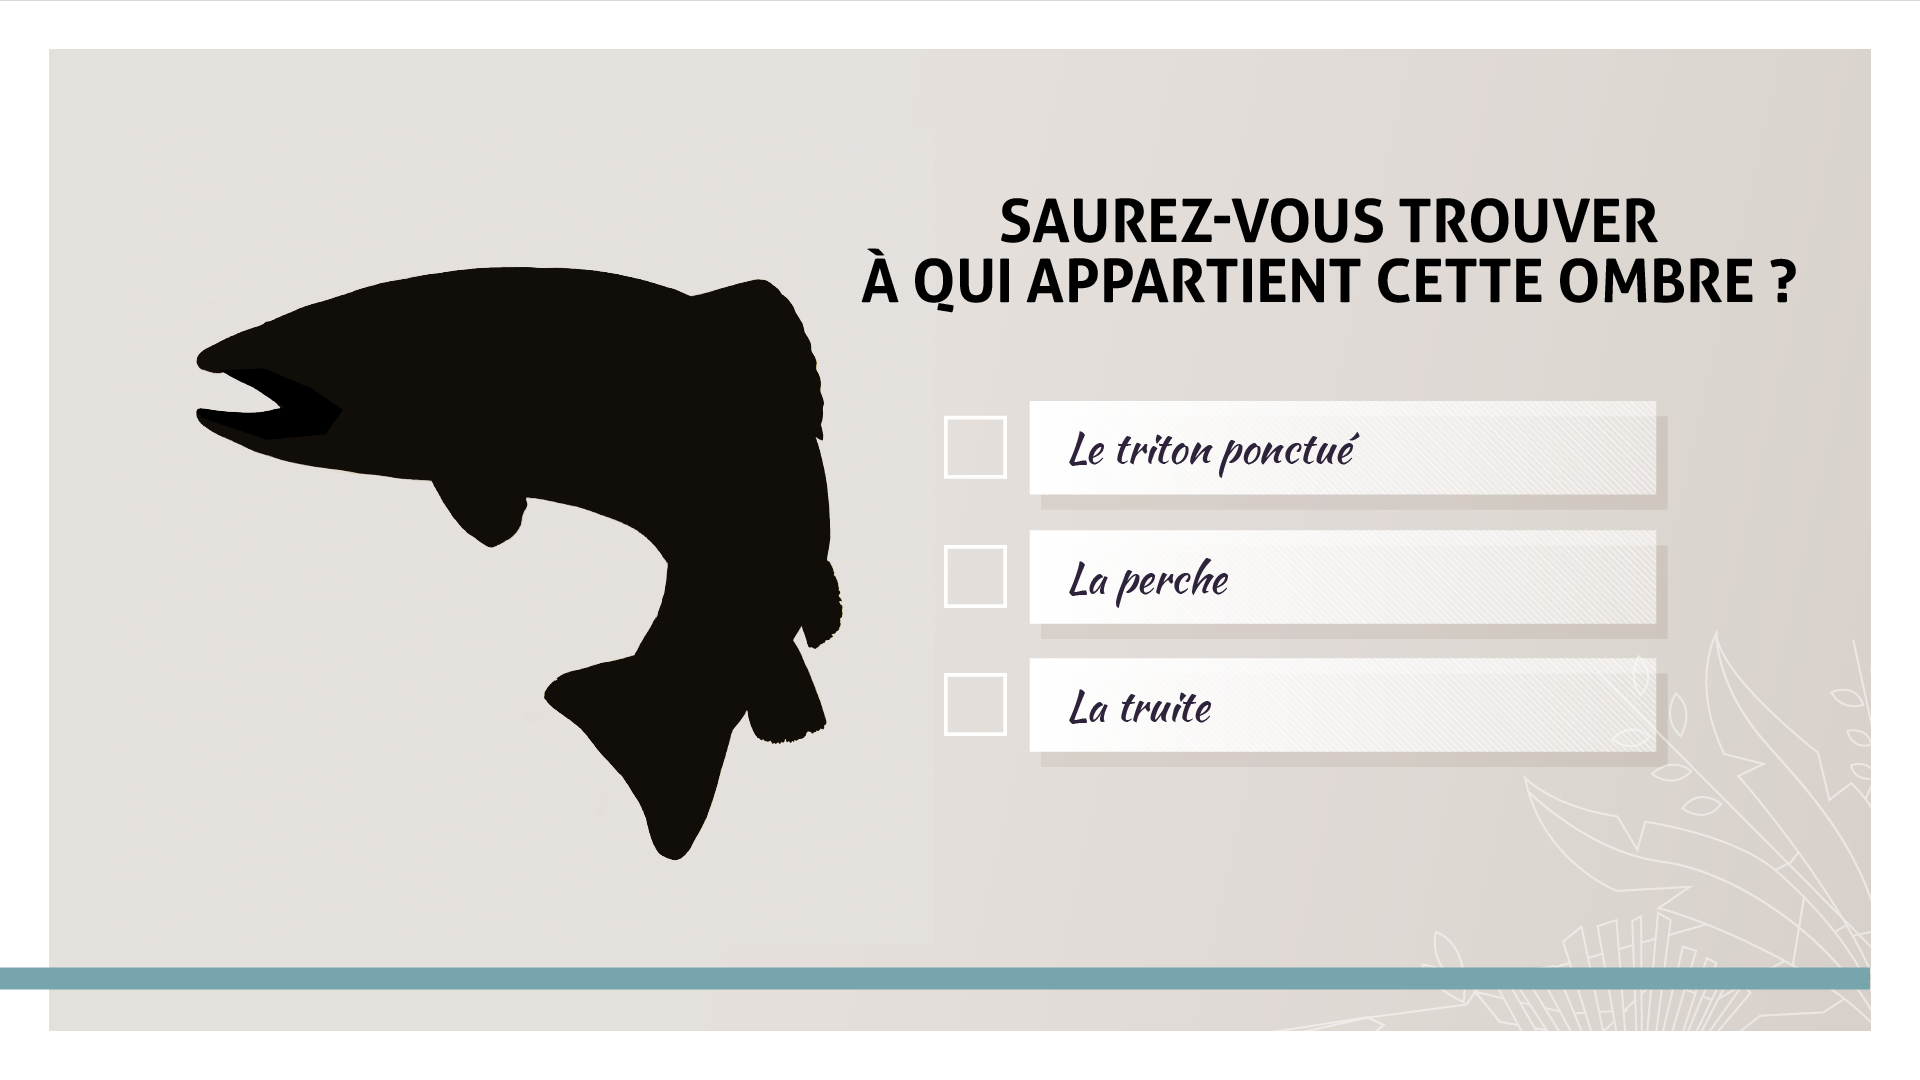 SAUREZ-VOUS TROUVER
À QUI APPARTIENT CETTE OMBRE ?
Le triton ponctué
La perche
La truite